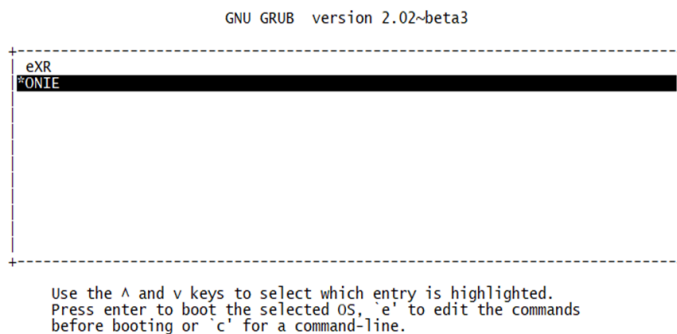 GNU GRUB  version 2.02~beta3
eXR
*ONIE
Use the ^ and v keys to select which entry is highlighted.
Press enter to boot the selected OS, `e' to edit the commands
before booting or `c' for a command-line.